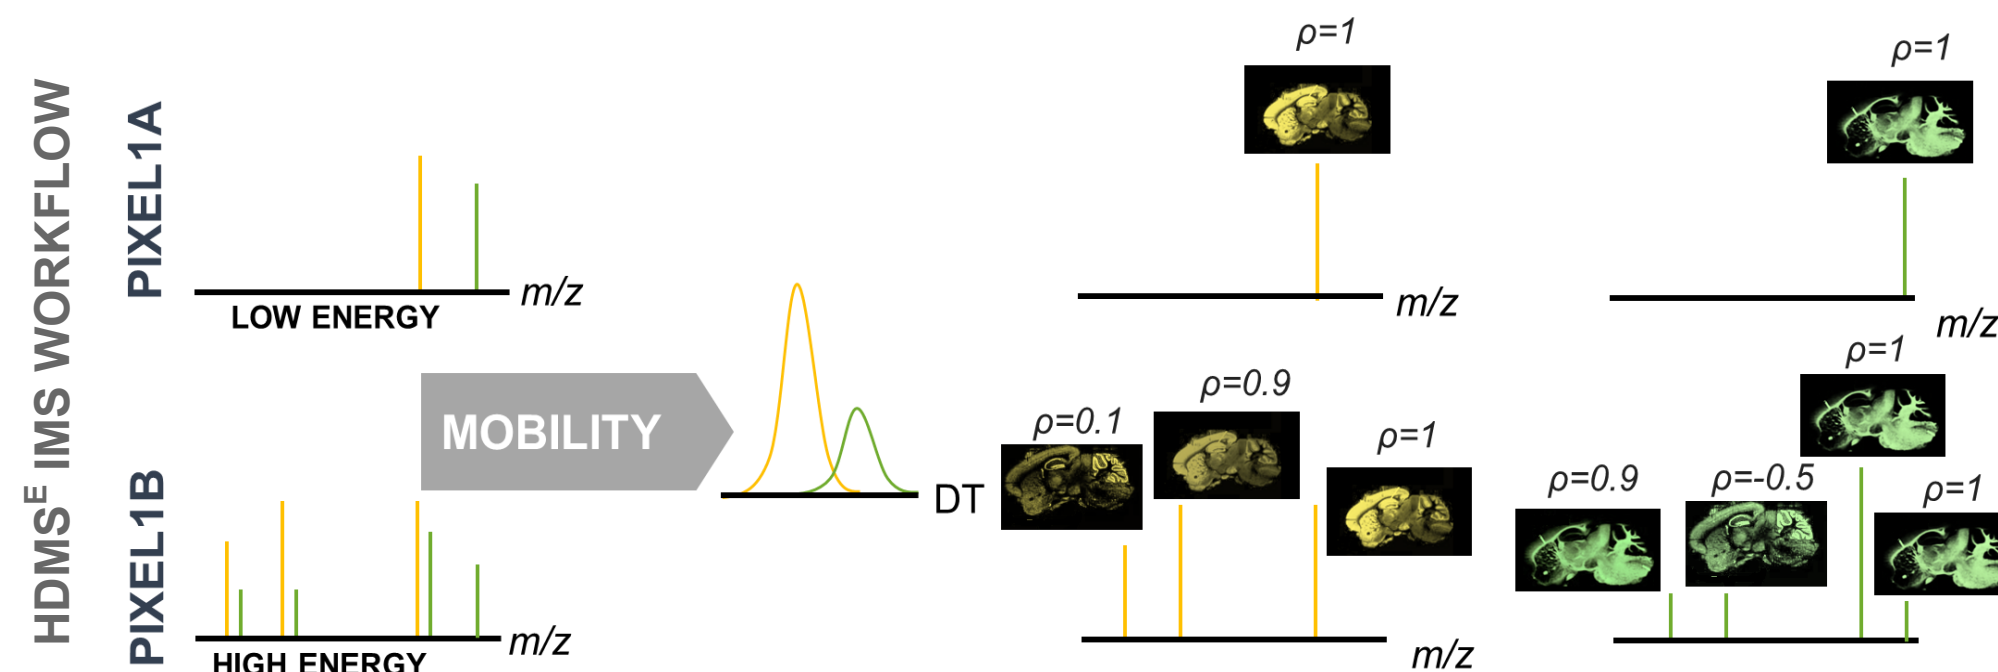 HDMSᴱ IMS WORKFLOW
PIXEL1A
m/z
LOW ENERGY
ρ=1
m/z
ρ=1
m/z
PIXEL1B
m/z
HIGH ENERGY
MOBILITY
DT
ρ=0.1
ρ=0.9
ρ=1
m/z
ρ=0.9
ρ=-0.5
ρ=1
ρ=1